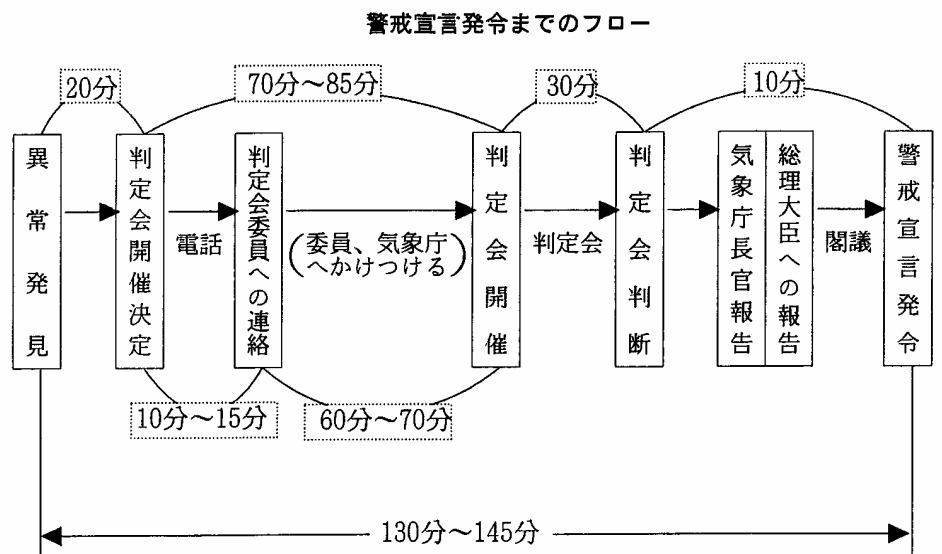 警戒宣言発令までのフロー
20分
70分～85分
30分
10分
異常発見
判定会開催決定
電話
判定会委員への連絡
(委員、気象庁
へかけつける)
判定会開催
判定会
判定会判断
気象庁長官報告
総理大臣への報告
閣議
警戒宣言発令
10分～15分
60分～70分
130分～145分